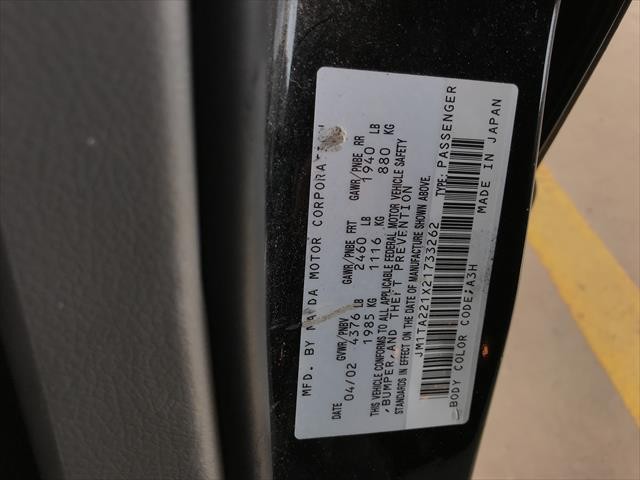 MFD. BY MAZDA MOTOR CORPORATION
DATE GVWR/PNBV GAWR/PNBE FRT GAWR/PNBE RR
04/02 4376 LB 2460 LB 1940 LB
1985 KG 1116 KG 880 KG
THIS VEHICLE CONFORMS TO ALL APPLICABLE FEDERAL MOTOR VEHICLE SAFETY
,BUMPER,AND THEFT PREVENTION
STANDARDS IN EFFECT ON THE DATE OF MANUFACTURE SHOWN ABOVE.
JM1TA221X21733262 TYPE: PASSENGER
BODY COLOR CODE;A3H MADE IN JAPAN